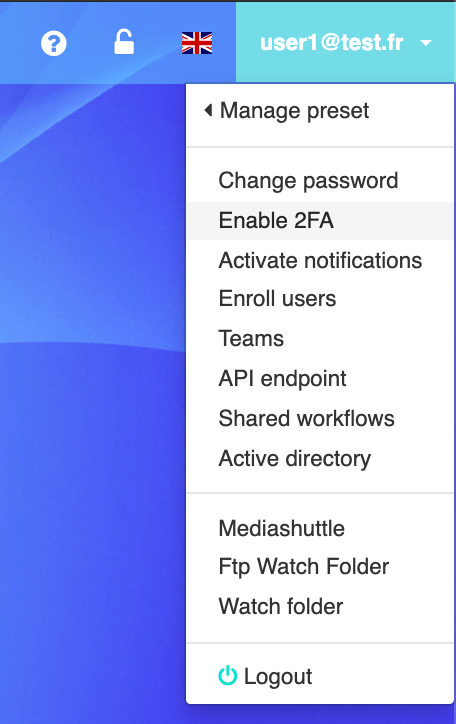 user1@test.fr
Manage preset
Change password
Enable 2FA
Activate notifications
Enroll users
Teams
API endpoint
Shared workflows
Active directory
Mediashuttle
Ftp Watch Folder
Watch folder
Logout